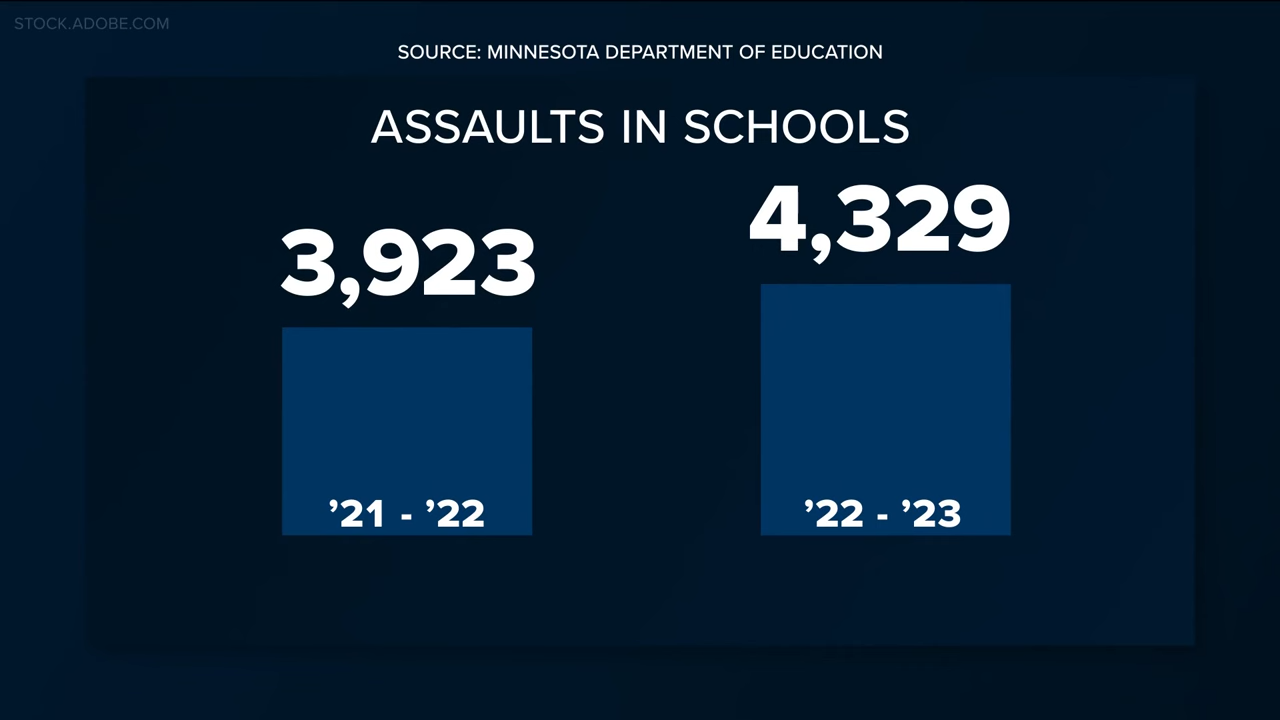 STOCK.ADOBE.COM
SOURCE: MINNESOTA DEPARTMENT OF EDUCATION
ASSAULTS IN SCHOOLS
3,923
4,329
’21 - ’22
’22 - ’23